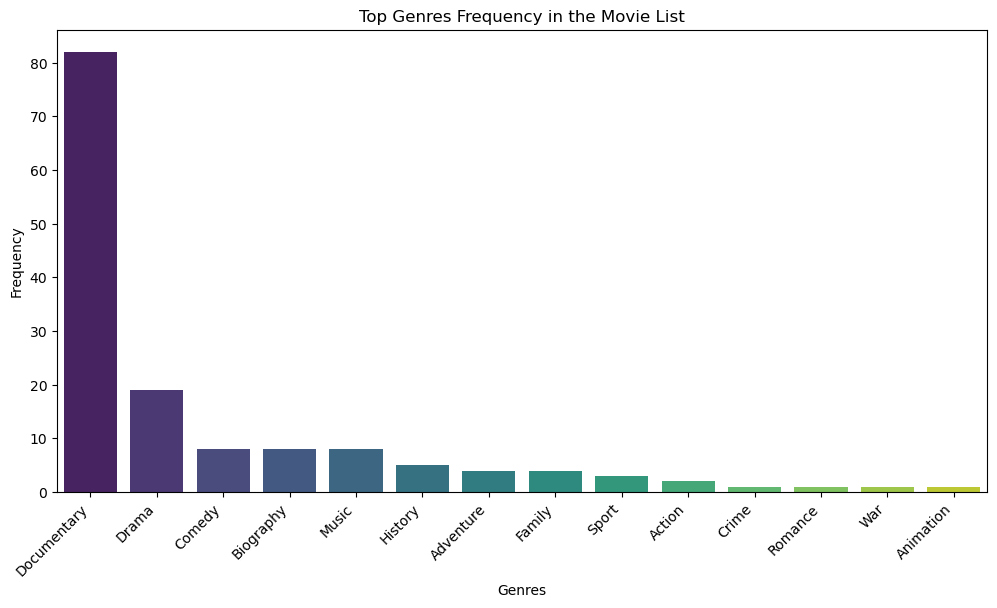 Top Genres Frequency in the Movie List
Frequency
80
70
60
50
40
30
20
10
0
Documentary
Drama
Comedy
Biography
Music
History
Adventure
Family
Sport
Action
Crime
Romance
War
Animation
Genres